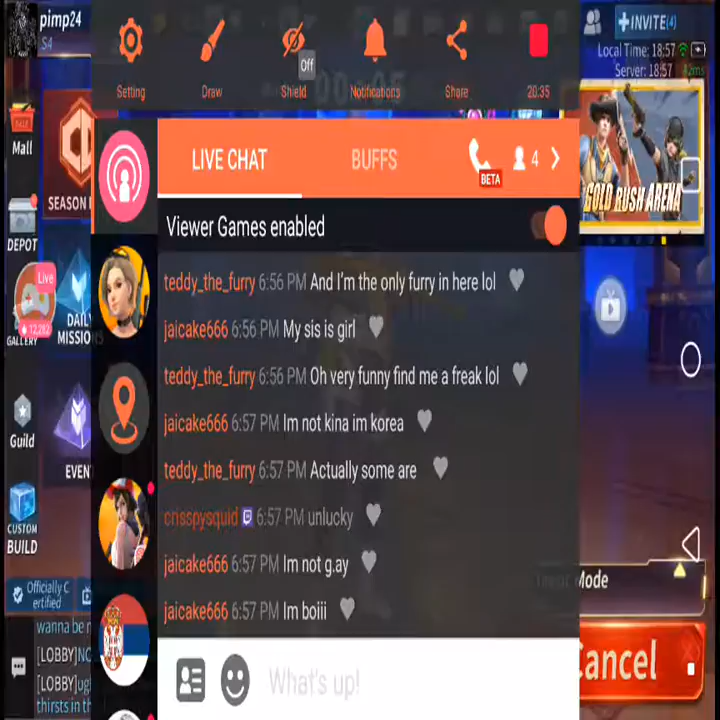 pimp24
S4
Setting
Draw
Off
Shield
Notifications
Share
20:35
+INVITE(4)
Local Time: 18:57
Server: 18:57 42ms
Mall
SEASON
GOLD RUSH ARENA
LIVE CHAT
BUFFS
BETA
4
Viewer Games enabled
DEPOT
Live
12,282
GALLERY
DAILY
MISSIONS
teddy_the_furry 6:56 PM And I'm the only furry in here lol
jaicake666 6:56 PM My sis is girl
teddy_the_furry 6:56 PM Oh very funny find me a freak lol
jaicake666 6:57 PM Im not kina im korea
teddy_the_furry 6:57 PM Actually some are
crisspysquid 6:57 PM unlucky
jaicake666 6:57 PM Im not g.ay
jaicake666 6:57 PM Im boiii
Guild
EVEN
CUSTOM
BUILD
Officially C
ertified
wanna be
[LOBBY]
[LOBBY]
thirsts in th
Mode
Cancel
What's up!